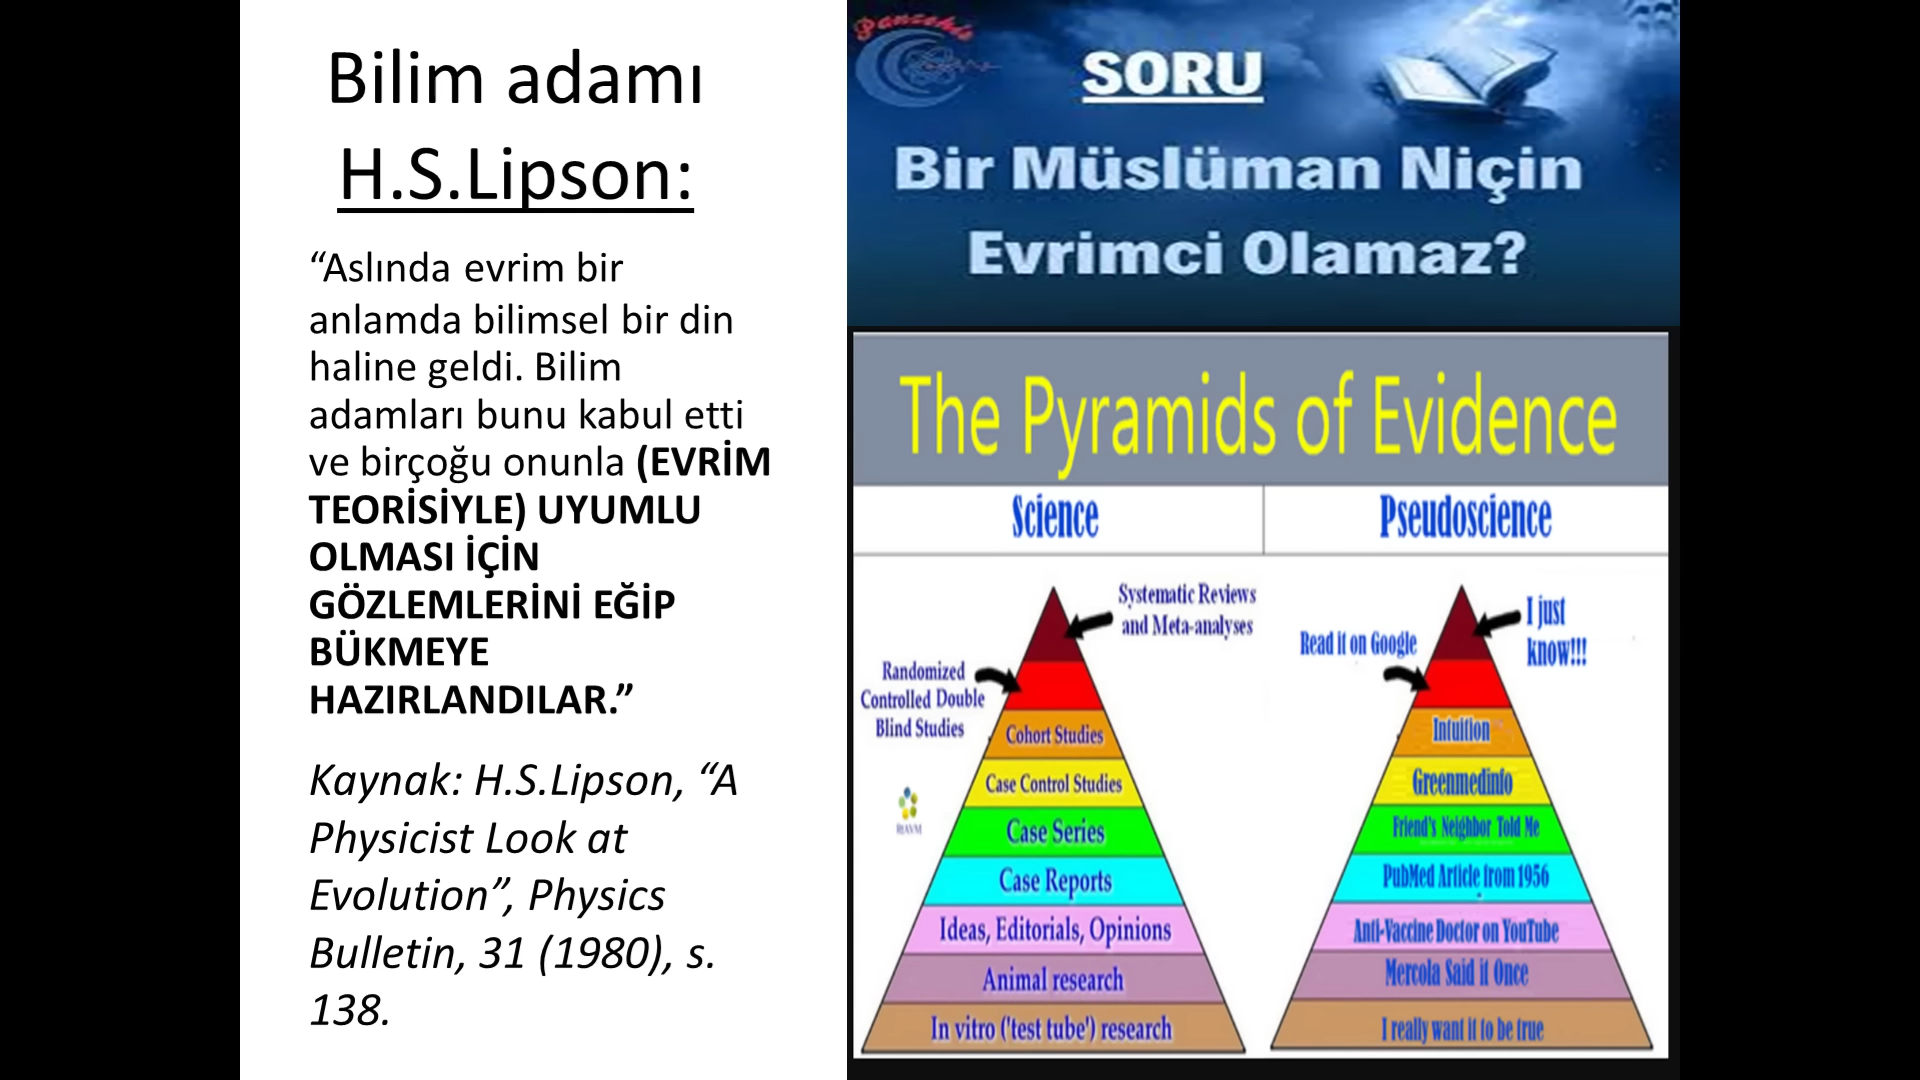 Bilim adamı
H.S.Lipson:
“Aslında evrim bir
anlamda bilimsel bir din
haline geldi. Bilim
adamları bunu kabul etti
ve birçoğu onunla (EVRİM
TEORİSİYLE) UYUMLU
OLMASI İÇİN
GÖZLEMLERİNİ EĞİP
BÜKMEYE
HAZIRLANDILAR.”
Kaynak: H.S.Lipson, “A
Physicist Look at
Evolution”, Physics
Bulletin, 31 (1980), s.
138.
Panzehir
SORU
Bir Müslüman Niçin
Evrimci Olamaz?
The Pyramids of Evidence
Science
Systematic Reviews
and Meta-analyses
Randomized
Controlled Double
Blind Studies
Cohort Studies
Case Control Studies
Case Series
Case Reports
Ideas, Editorials, Opinions
Animal research
In vitro ('test tube') research
Pseudoscience
I just
know!!!
Read it on Google
Intuition
Greenmedinfo
Friend's Neighbor Told Me
PubMed Article from 1956
Anti-Vaccine Doctor on YouTube
Mercola Said it Once
I really want it to be true